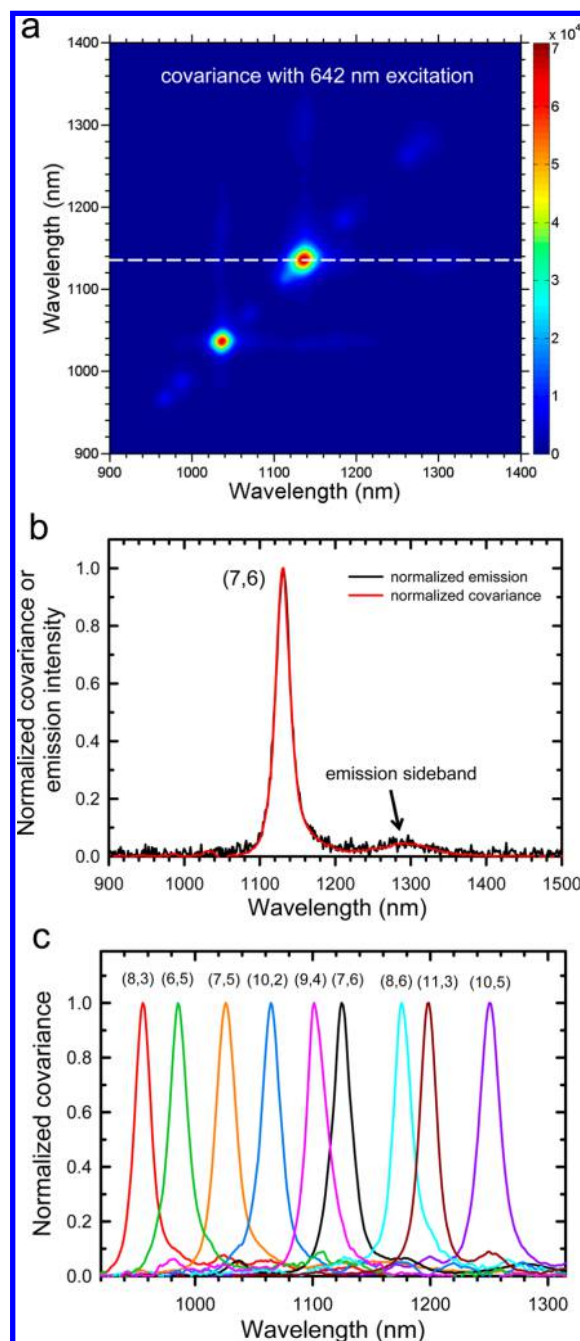 a
× 10⁴
covariance with 642 nm excitation
1400
1300
1200
1100
1000
900
Wavelength (nm)
900 1000 1100 1200 1300 1400
Wavelength (nm)
7
6
5
4
3
2
1
0
b
(7,6)
normalized emission
normalized covariance
emission sideband
Normalized covariance or
emission intensity
1.0
0.8
0.6
0.4
0.2
0.0
900 1000 1100 1200 1300 1400 1500
Wavelength (nm)
c
(8,3) (6,5) (7,5) (10,2) (9,4) (7,6) (8,6) (11,3) (10,5)
Normalized covariance
1.0
0.8
0.6
0.4
0.2
0.0
1000 1100 1200 1300
Wavelength (nm)